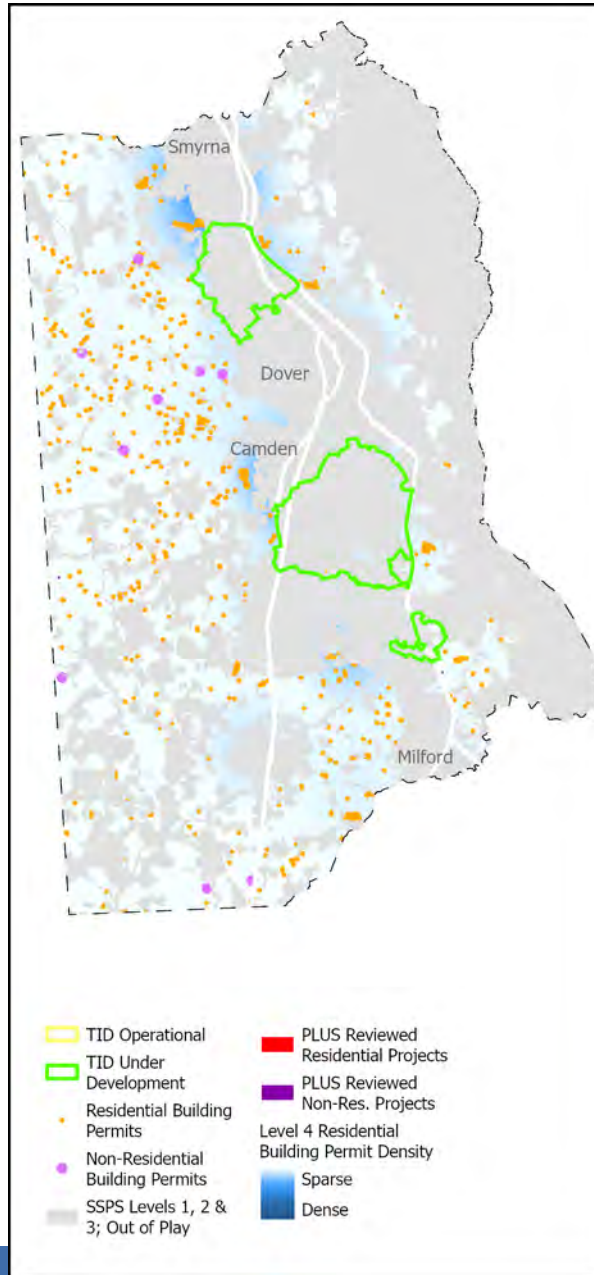 Smyrna
Dover
Camden
Milford
TID Operational
TID Under
Development
Residential Building
Permits
Non-Residential
Building Permits
SSPS Levels 1, 2 &
3; Out of Play
PLUS Reviewed
Residential Projects
PLUS Reviewed
Non-Res. Projects
Level 4 Residential
Building Permit Density
Sparse
Dense